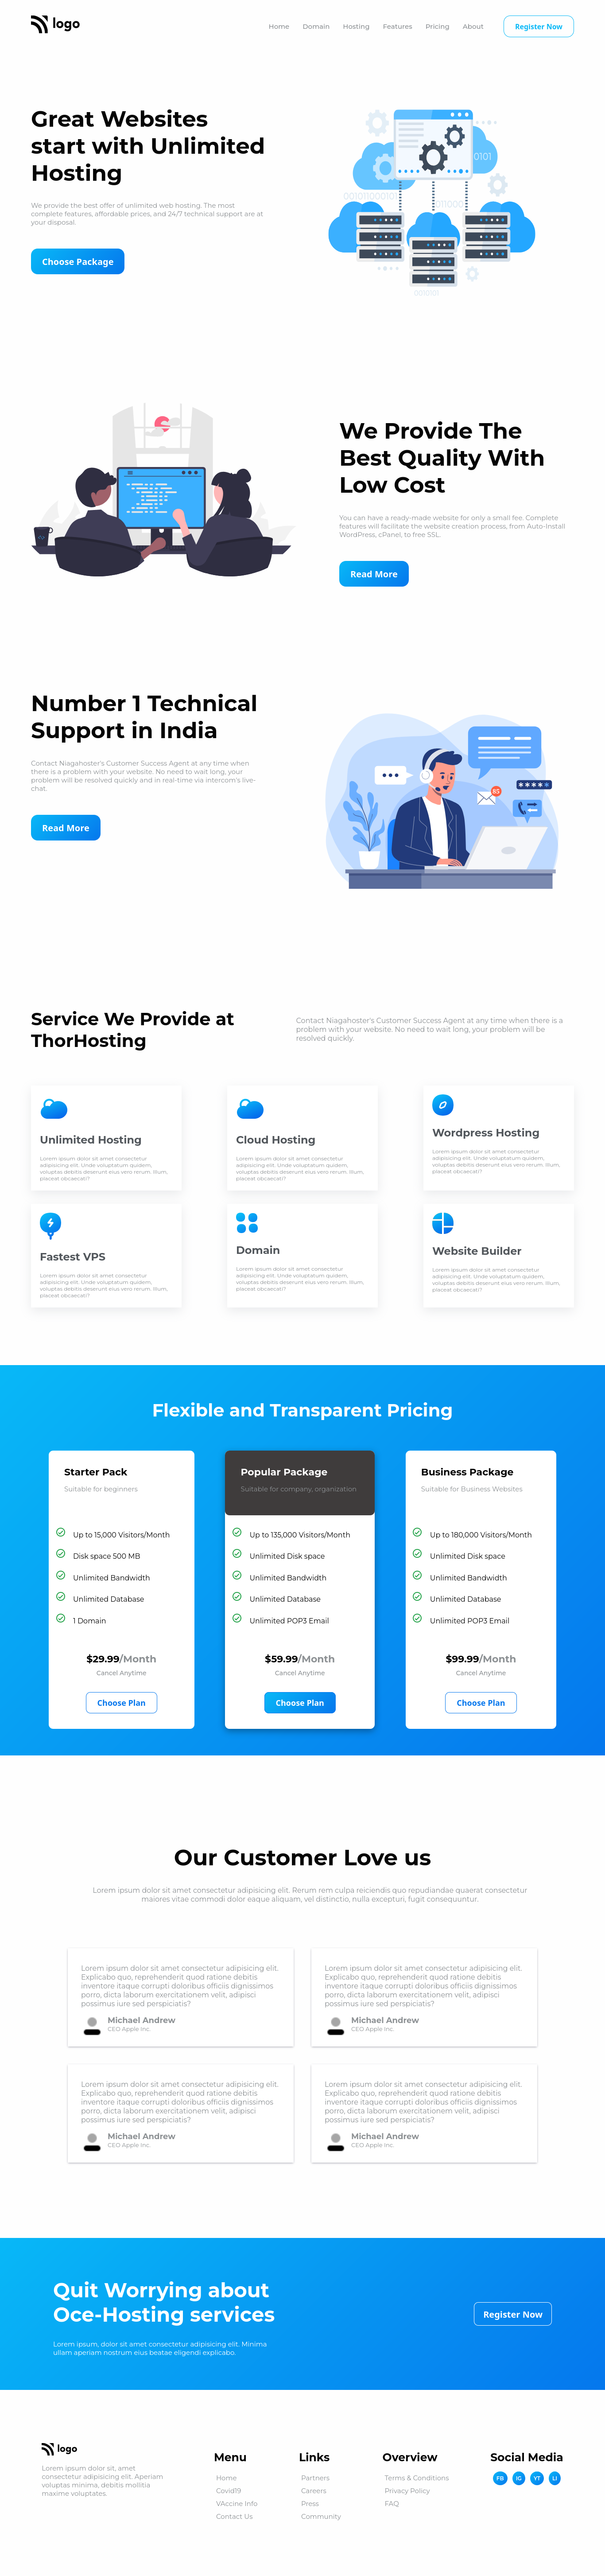 logo
Home Domain Hosting Features Pricing About Register Now
Great Websites
start with Unlimited
Hosting
We provide the best offer of unlimited web hosting. The most
complete features, affordable prices, and 24/7 technical support are at
your disposal.
Choose Package
0101
001011000101
011000
0010101
We Provide The
Best Quality With
Low Cost
You can have a ready-made website for only a small fee. Complete
features will facilitate the website creation process, from Auto-Install
WordPress, cPanel, to free SSL.
Read More
Number 1 Technical
Support in India
Contact Niagahoster's Customer Success Agent at any time when
there is a problem with your website. No need to wait long, your
problem will be resolved quickly and in real-time via intercom's live-
chat.
Read More
85
*****
Service We Provide at
ThorHosting
Contact Niagahoster's Customer Success Agent at any time when there is a
problem with your website. No need to wait long, your problem will be
resolved quickly.
Unlimited Hosting
Lorem ipsum dolor sit amet consectetur
adipisicing elit. Unde voluptatum quidem,
voluptas debitis deserunt eius vero rerum. Illum,
placeat obcaecati?
Cloud Hosting
Lorem ipsum dolor sit amet consectetur
adipisicing elit. Unde voluptatum quidem,
voluptas debitis deserunt eius vero rerum. Illum,
placeat obcaecati?
Wordpress Hosting
Lorem ipsum dolor sit amet consectetur
adipisicing elit. Unde voluptatum quidem,
voluptas debitis deserunt eius vero rerum. Illum,
placeat obcaecati?
Fastest VPS
Lorem ipsum dolor sit amet consectetur
adipisicing elit. Unde voluptatum quidem,
voluptas debitis deserunt eius vero rerum. Illum,
placeat obcaecati?
Domain
Lorem ipsum dolor sit amet consectetur
adipisicing elit. Unde voluptatum quidem,
voluptas debitis deserunt eius vero rerum. Illum,
placeat obcaecati?
Website Builder
Lorem ipsum dolor sit amet consectetur
adipisicing elit. Unde voluptatum quidem,
voluptas debitis deserunt eius vero rerum. Illum,
placeat obcaecati?
Flexible and Transparent Pricing
Starter Pack
Suitable for beginners
Up to 15,000 Visitors/Month
Disk space 500 MB
Unlimited Bandwidth
Unlimited Database
1 Domain
$29.99/Month
Cancel Anytime
Choose Plan
Popular Package
Suitable for company, organization
Up to 135,000 Visitors/Month
Unlimited Disk space
Unlimited Bandwidth
Unlimited Database
Unlimited POP3 Email
$59.99/Month
Cancel Anytime
Choose Plan
Business Package
Suitable for Business Websites
Up to 180,000 Visitors/Month
Unlimited Disk space
Unlimited Bandwidth
Unlimited Database
Unlimited POP3 Email
$99.99/Month
Cancel Anytime
Choose Plan
Our Customer Love us
Lorem ipsum dolor sit amet consectetur adipisicing elit. Rerum rem culpa reiciendis quo repudiandae quaerat consectetur
maiores vitae commodi dolor eaque aliquam, vel distinctio, nulla excepturi, fugit consequuntur.
Lorem ipsum dolor sit amet consectetur adipisicing elit.
Explicabo quo, reprehenderit quod ratione debitis
inventore itaque corrupti doloribus officiis dignissimos
porro, dicta laborum exercitationem velit, adipisci
possimus iure sed perspiciatis?
Michael Andrew
CEO Apple Inc.
Lorem ipsum dolor sit amet consectetur adipisicing elit.
Explicabo quo, reprehenderit quod ratione debitis
inventore itaque corrupti doloribus officiis dignissimos
porro, dicta laborum exercitationem velit, adipisci
possimus iure sed perspiciatis?
Michael Andrew
CEO Apple Inc.
Lorem ipsum dolor sit amet consectetur adipisicing elit.
Explicabo quo, reprehenderit quod ratione debitis
inventore itaque corrupti doloribus officiis dignissimos
porro, dicta laborum exercitationem velit, adipisci
possimus iure sed perspiciatis?
Michael Andrew
CEO Apple Inc.
Lorem ipsum dolor sit amet consectetur adipisicing elit.
Explicabo quo, reprehenderit quod ratione debitis
inventore itaque corrupti doloribus officiis dignissimos
porro, dicta laborum exercitationem velit, adipisci
possimus iure sed perspiciatis?
Michael Andrew
CEO Apple Inc.
Quit Worrying about
Oce-Hosting services
Lorem ipsum, dolor sit amet consectetur adipisicing elit. Minima
ullam aperiam nostrum eius beatae eligendi explicabo.
Register Now
logo
Lorem ipsum dolor sit, amet
consectetur adipisicing elit. Aperiam
voluptas minima, debitis mollitia
maxime voluptates.
Menu
Home
Covid19
VAccine Info
Contact Us
Links
Partners
Careers
Press
Community
Overview
Terms & Conditions
Privacy Policy
FAQ
Social Media
FB IG YT LI